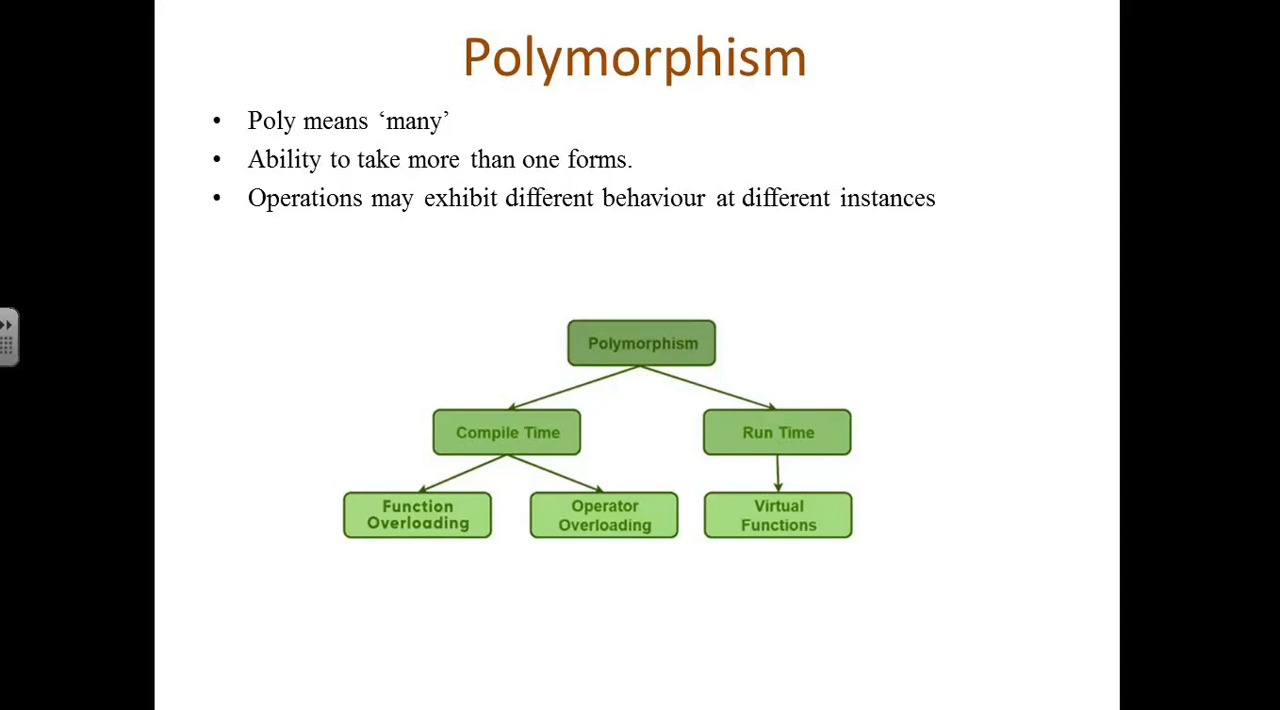 Polymorphism
• Poly means ‘many’
• Ability to take more than one forms.
• Operations may exhibit different behaviour at different instances
Polymorphism
Compile Time
Run Time
Function
Overloading
Operator
Overloading
Virtual
Functions